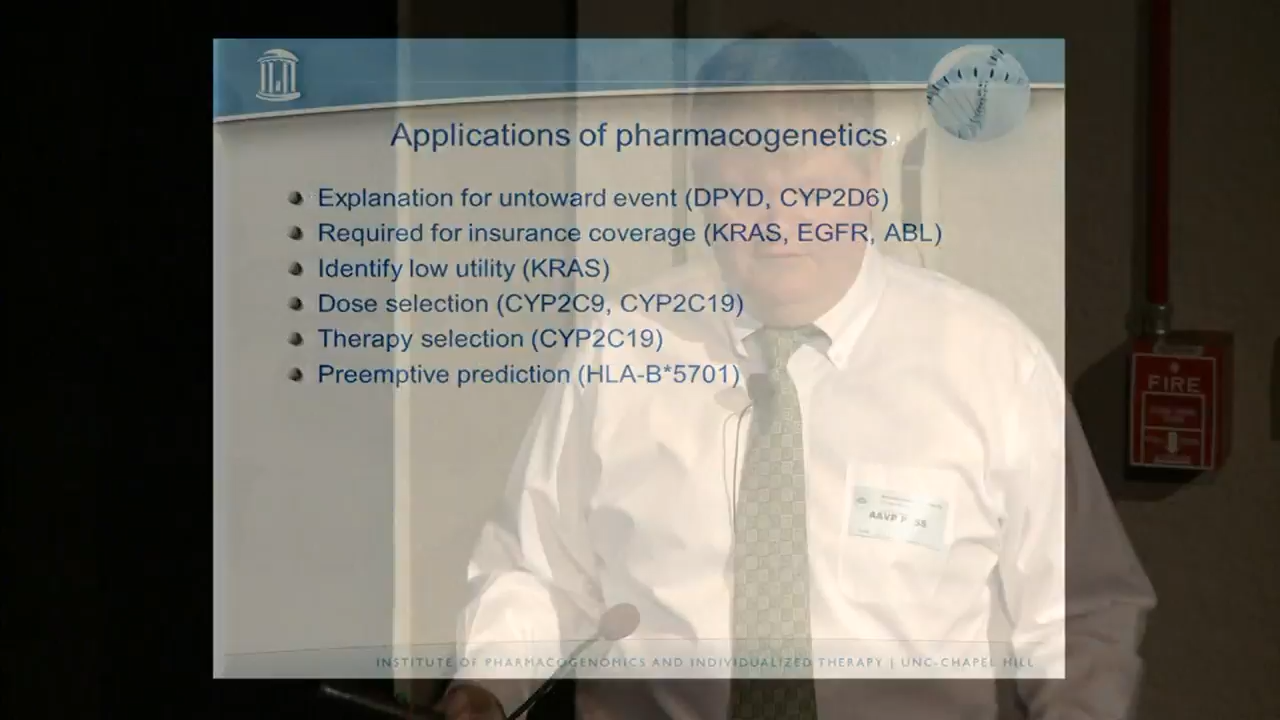 Applications of pharmacogenetics
Explanation for untoward event (DPYD, CYP2D6)
Required for insurance coverage (KRAS, EGFR, ABL)
Identify low utility (KRAS)
Dose selection (CYP2C9, CYP2C19)
Therapy selection (CYP2C19)
Preemptive prediction (HLA-B*5701)
FIRE
INSTITUTE OF PHARMACOGENOMICS AND INDIVIDUALIZED THERAPY | UNC-CHAPEL HILL